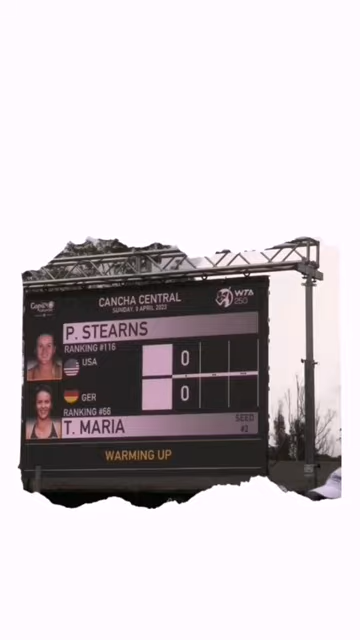 CANCHA CENTRAL
SUNDAY, 9 APRIL 2023
WTA
250
P. STEARNS
RANKING #116
USA
0
GER
0
RANKING #66
T. MARIA
SEED
#2
WARMING UP